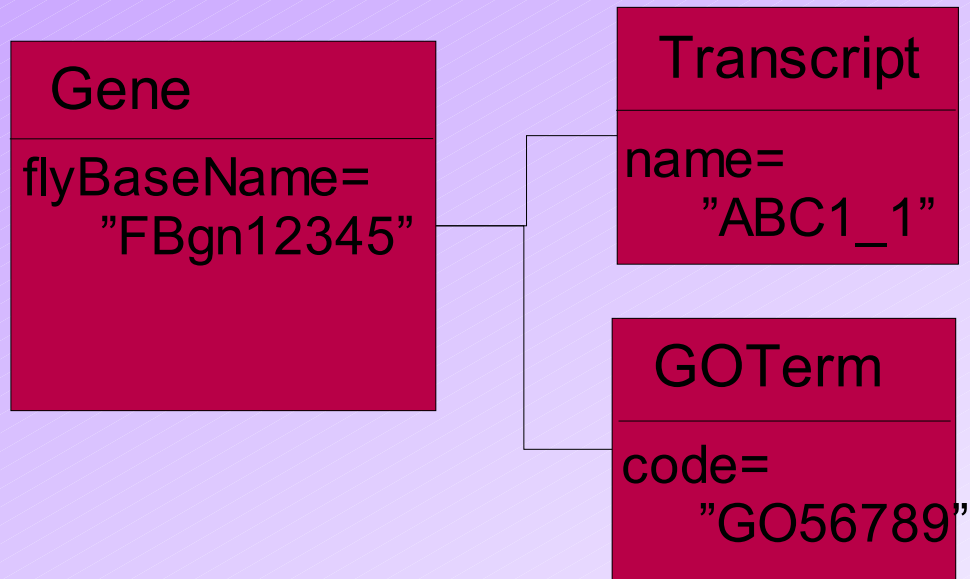 Gene
flyBaseName=
”FBgn12345”
Transcript
name=
”ABC1_1”
GOTerm
code=
”GO56789”